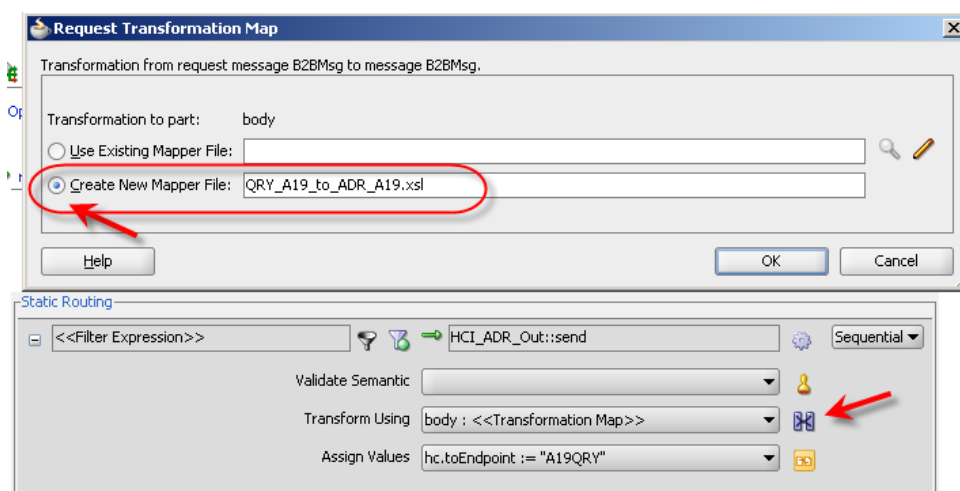 Request Transformation Map
Transformation from request message B2BMsg to message B2BMsg.
Op
Transformation to part: body
Use Existing Mapper File:
Create New Mapper File: QRY_A19_to_ADR_A19.xsl
Help OK Cancel
Static Routing
<<Filter Expression>> HCI_ADR_Out::send Sequential
Validate Semantic
Transform Using body : <<Transformation Map>>
Assign Values hc.toEndpoint := "A19QRY"